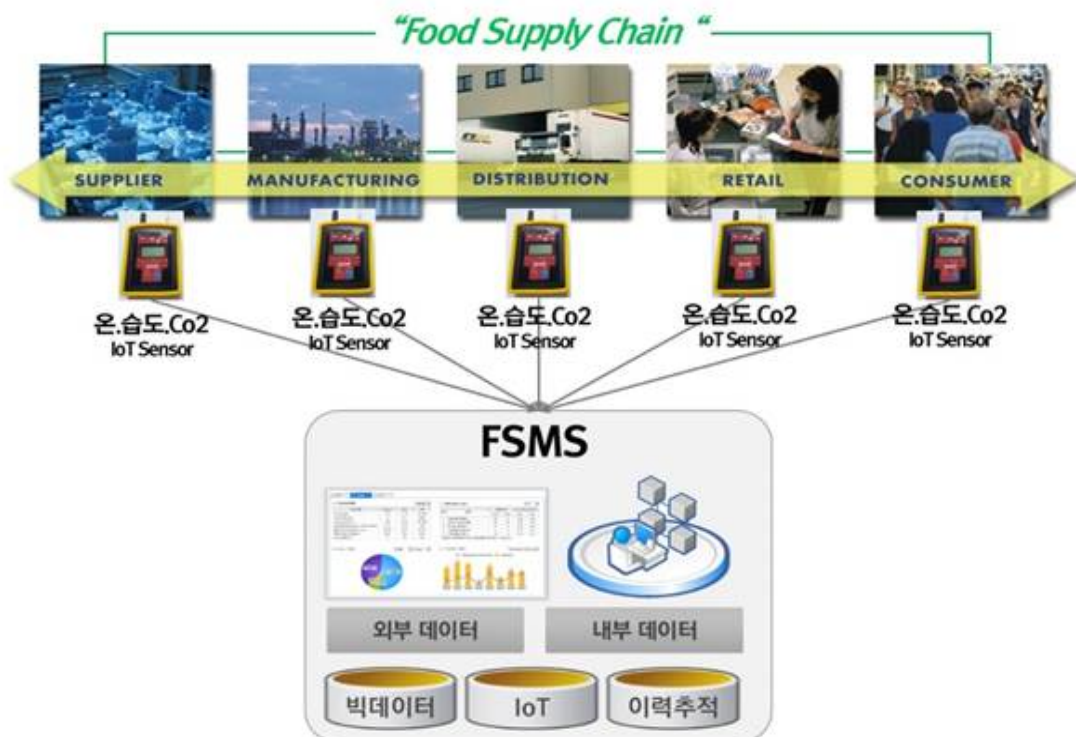 “Food Supply Chain “
SUPPLIER
MANUFACTURING
DISTRIBUTION
RETAIL
CONSUMER
온.습도.Co2
IoT Sensor
온.습도.Co2
IoT Sensor
온.습도.Co2
IoT Sensor
온.습도.Co2
IoT Sensor
온.습도.Co2
IoT Sensor
FSMS
외부 데이터
내부 데이터
빅데이터
IoT
이력추적